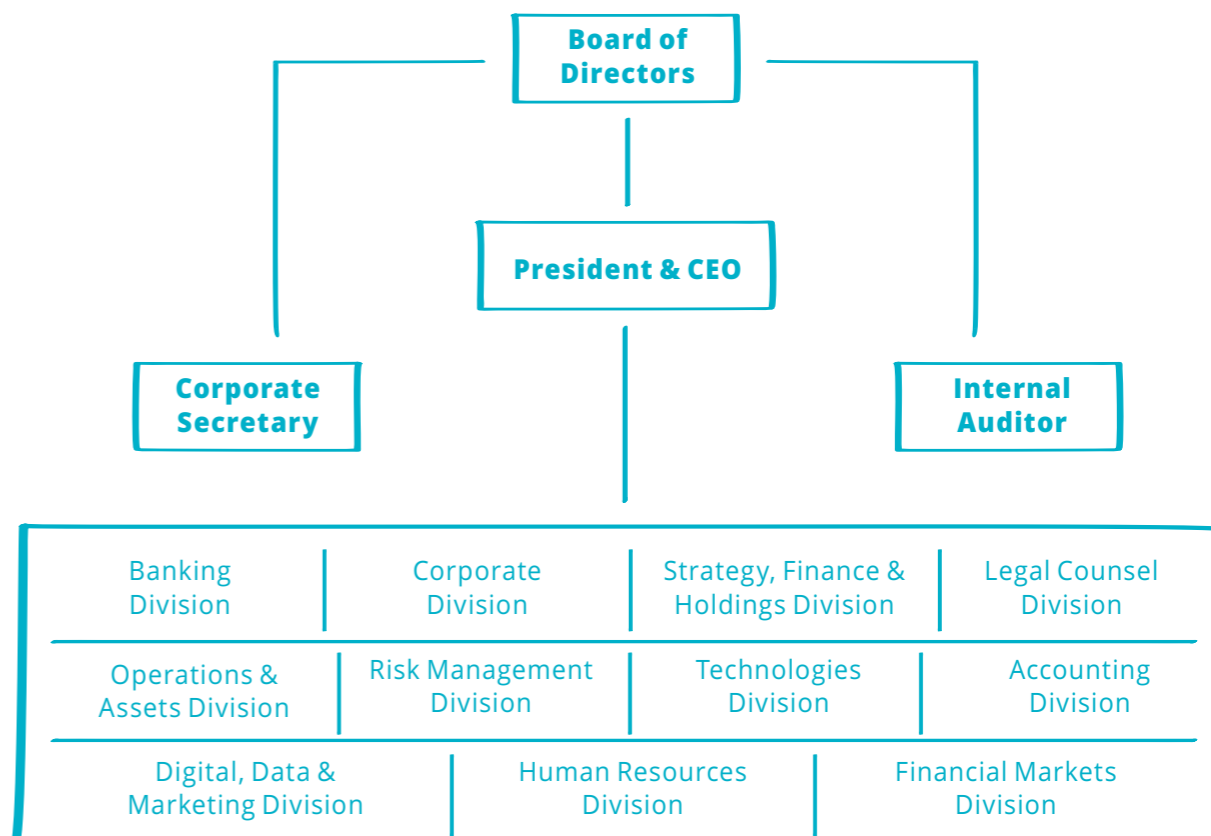 Board of
Directors
President & CEO
Corporate
Secretary
Internal
Auditor
Banking
Division
Corporate
Division
Strategy, Finance &
Holdings Division
Legal Counsel
Division
Operations &
Assets Division
Risk Management
Division
Technologies
Division
Accounting
Division
Digital, Data &
Marketing Division
Human Resources
Division
Financial Markets
Division